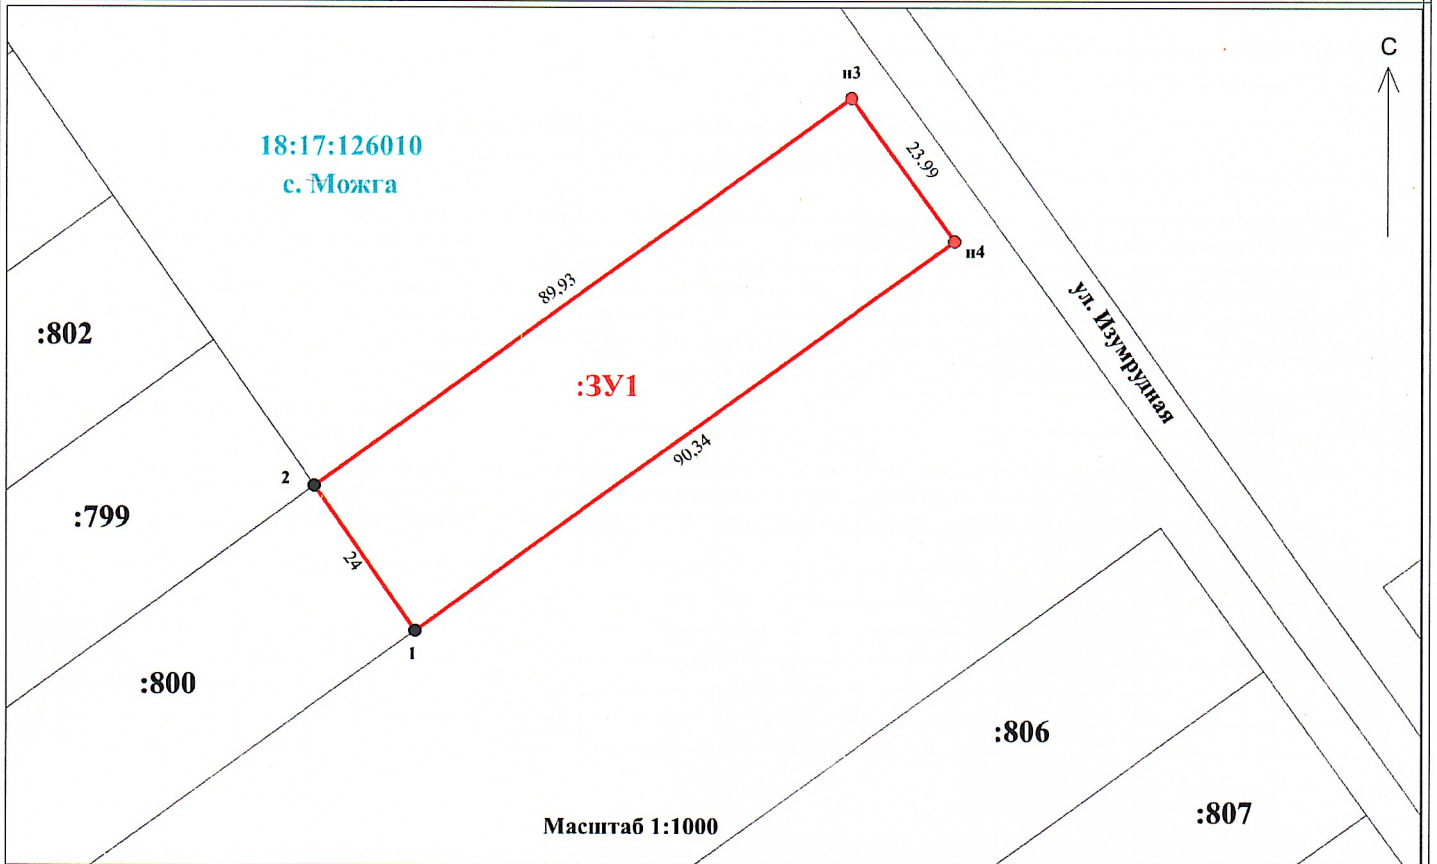 С
н3
18:17:126010
с. Можга
23.99
н4
89,93
ул. Изумрудная
:802
:ЗУ1
90,34
2
:799
24
1
:800
:806
:807
Масштаб 1:1000